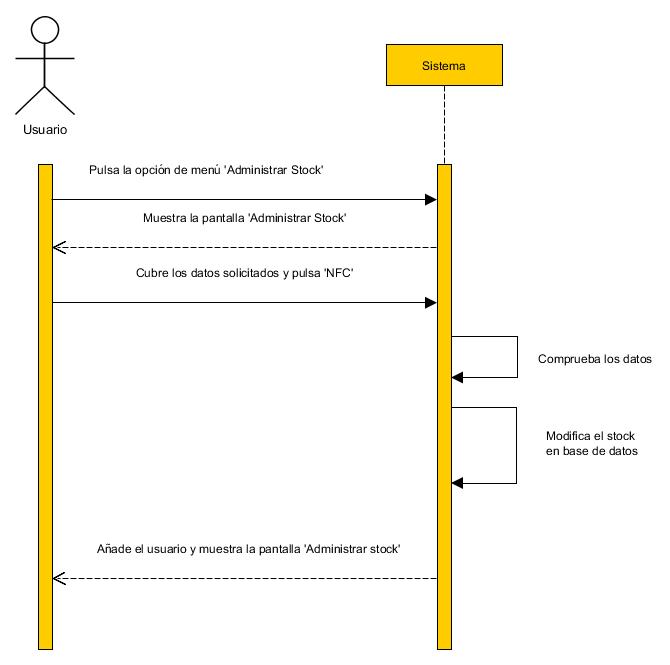 Sistema
Usuario
Pulsa la opción de menú 'Administrar Stock'
Muestra la pantalla 'Administrar Stock'
Cubre los datos solicitados y pulsa 'NFC'
Comprueba los datos
Modifica el stock
en base de datos
Añade el usuario y muestra la pantalla 'Administrar stock'